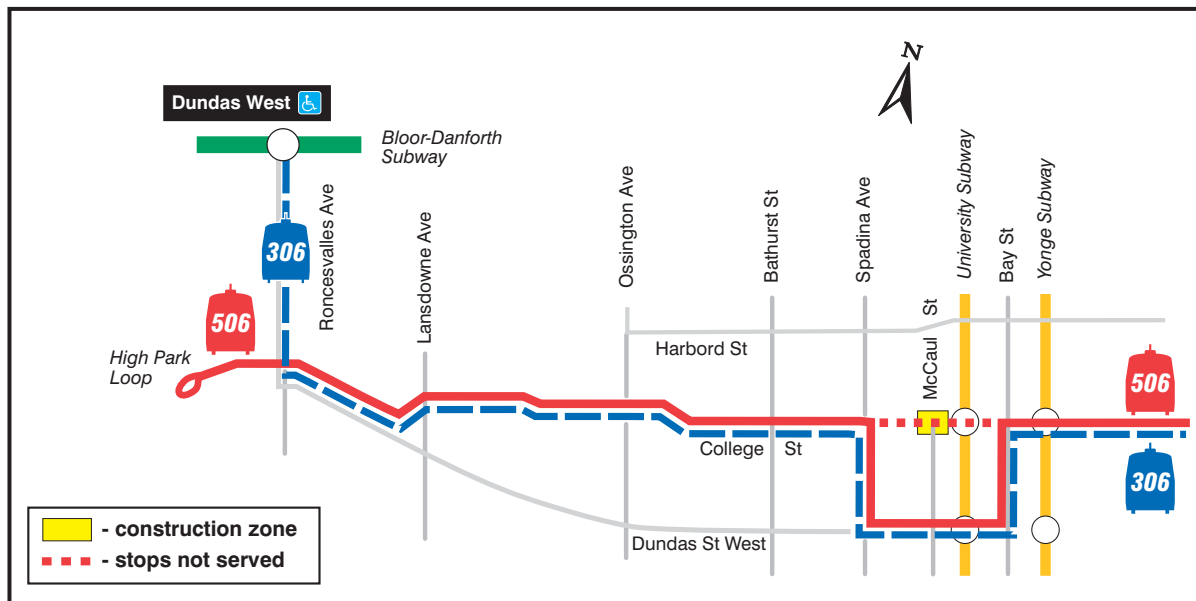 N
Dundas West
Bloor-Danforth
Subway
306
Roncesvalles Ave
506
High Park
Loop
Lansdowne Ave
Ossington Ave
Bathurst St
Spadina Ave
McCaul St
University Subway
Bay St
Yonge Subway
Harbord St
506
College St
306
Dundas St West
- construction zone
- stops not served